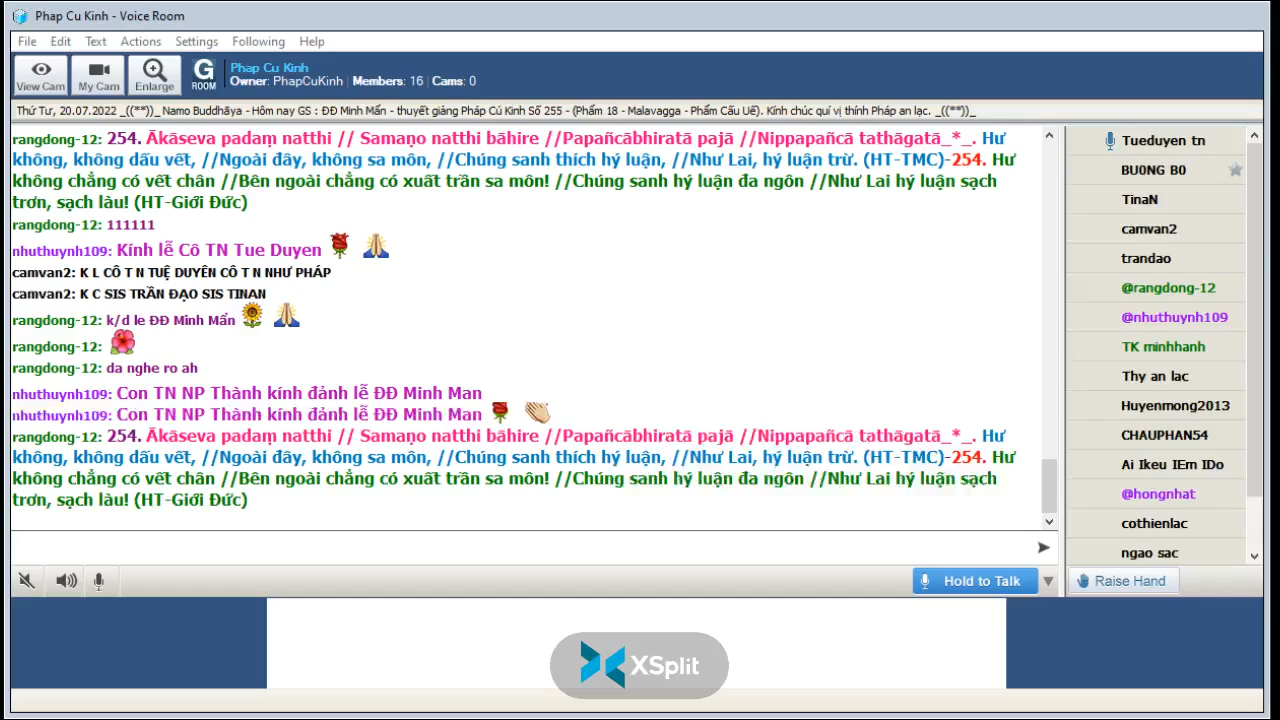 Phap Cu Kinh - Voice Room
File Edit Text Actions Settings Following Help
View Cam My Cam Enlarge G ROOM
Phap Cu Kinh
Owner: PhapCuKinh | Members: 16 | Cams: 0
Thứ Tư, 20.07.2022 _((**))_ Namo Buddhāya - Hôm nay GS : ĐĐ Minh Mẩn - thuyết giảng Pháp Cú Kinh Số 255 - (Phẩm 18 - Malavagga - Phẩm Cấu Uế). Kính chúc quí vị thính Pháp an lạc. _((**))_
rangdong-12: 254. Ākāseva padaṃ natthi // Samaṇo natthi bāhire //Papañcābhiratā pajā //Nippapañcā tathāgatā_*_. Hư
không, không dấu vết, //Ngoài đây, không sa môn, //Chúng sanh thích hý luận, //Như Lai, hý luận trừ. (HT-TMC)-254. Hư
không chẳng có vết chân //Bên ngoài chẳng có xuất trần sa môn! //Chúng sanh hý luận đa ngôn //Như Lai hý luận sạch
trơn, sạch làu! (HT-Giới Đức)
rangdong-12: 111111
nhuthuynh109: Kính lễ Cô TN Tue Duyen
camvan2: K L CÔ T N TUỆ DUYÊN CÔ T N NHƯ PHÁP
camvan2: K C SIS TRẦN ĐẠO SIS TINAN
rangdong-12: k/d le ĐĐ Minh Mẩn
rangdong-12:
rangdong-12: da nghe ro ah
nhuthuynh109: Con TN NP Thành kính đảnh lễ ĐĐ Minh Man
nhuthuynh109: Con TN NP Thành kính đảnh lễ ĐĐ Minh Man
rangdong-12: 254. Ākāseva padaṃ natthi // Samaṇo natthi bāhire //Papañcābhiratā pajā //Nippapañcā tathāgatā_*_. Hư
không, không dấu vết, //Ngoài đây, không sa môn, //Chúng sanh thích hý luận, //Như Lai, hý luận trừ. (HT-TMC)-254. Hư
không chẳng có vết chân //Bên ngoài chẳng có xuất trần sa môn! //Chúng sanh hý luận đa ngôn //Như Lai hý luận sạch
trơn, sạch làu! (HT-Giới Đức)
Tueduyen tn
BU0NG B0
TinaN
camvan2
trandao
@rangdong-12
@nhuthuynh109
TK minhhanh
Thy an lac
Huyenmong2013
CHAUPHAN54
Ai Ikeu IEm IDo
@hongnhat
cothienlac
ngao sac
Hold to Talk
Raise Hand
XSplit